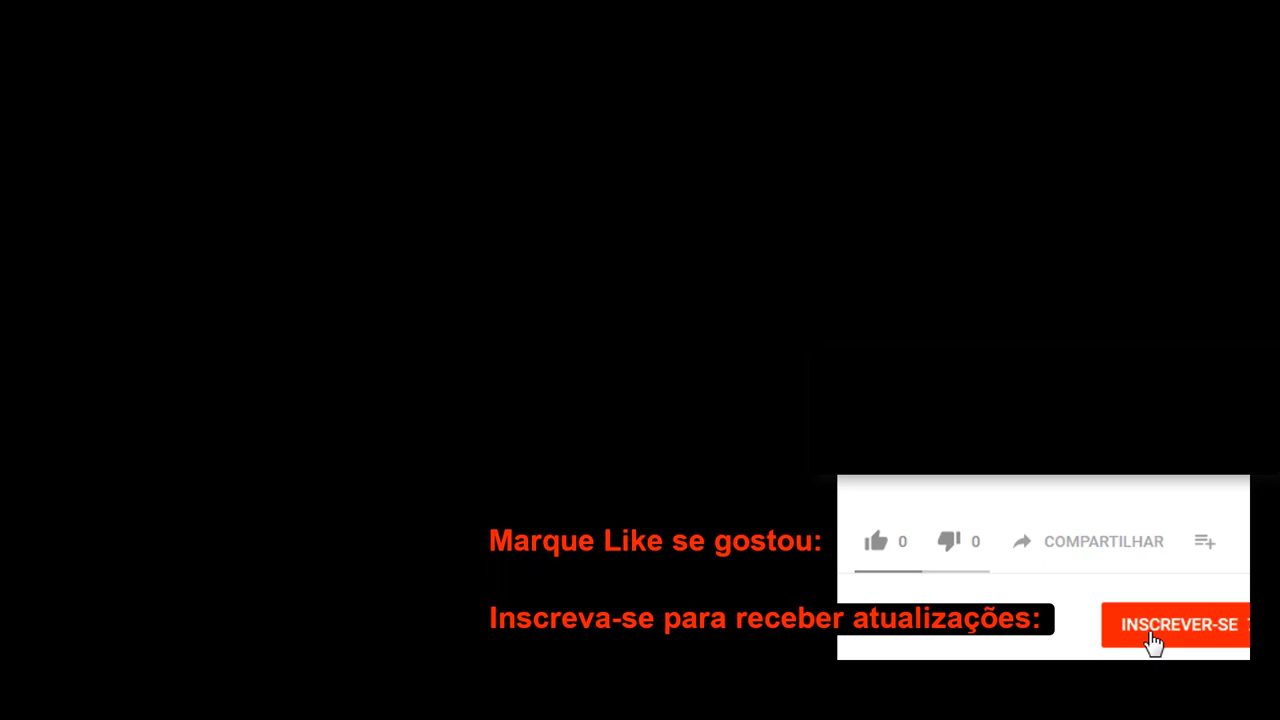 Marque Like se gostou: 0 0 COMPARTILHAR
Inscreva-se para receber atualizações: INSCREVER-SE